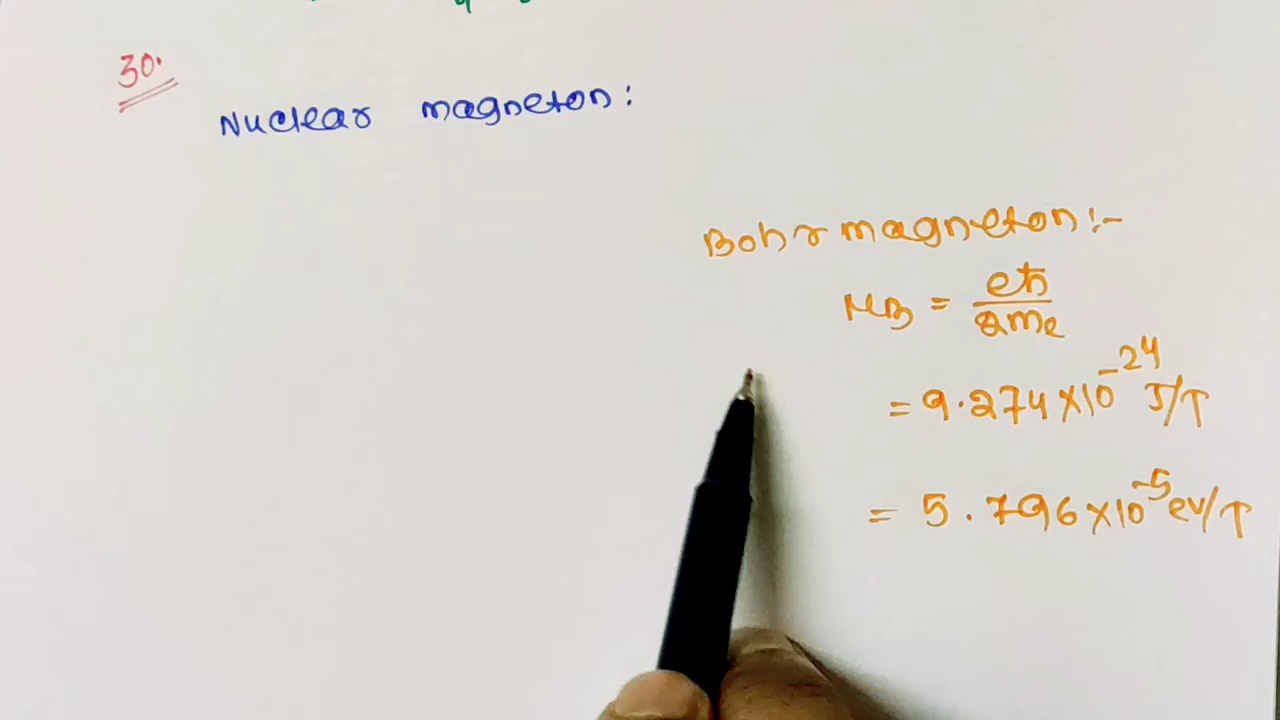 30.
Nuclear magneton:
Bohr magneton:-
μB = eħ / 2me
= 9.274×10⁻²⁴ J/T
= 5.796×10⁻⁵ ev/T